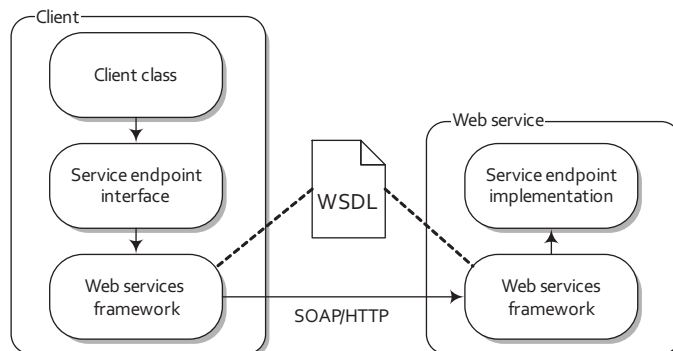 Client
Client class
Service endpoint
interface
Web services
framework
WSDL
SOAP/HTTP
Web service
Service endpoint
implementation
Web services
framework